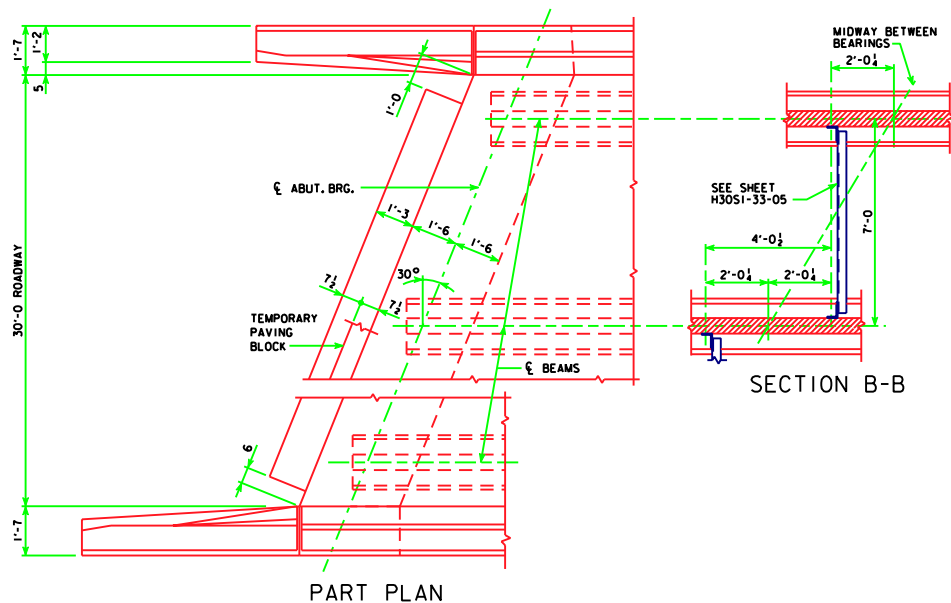 1'-7
1'-2
5
1'-0
℄ ABUT. BRG.
1'-3
1'-6
1'-6
30°
7½
7½
TEMPORARY
PAVING
BLOCK
30'-0 ROADWAY
℄ BEAMS
6
1'-7
PART PLAN
MIDWAY BETWEEN
BEARINGS
2'-0¼
SEE SHEET
H30SI-33-05
7'-0
4'-0½
2'-0¼
2'-0¼
SECTION B-B